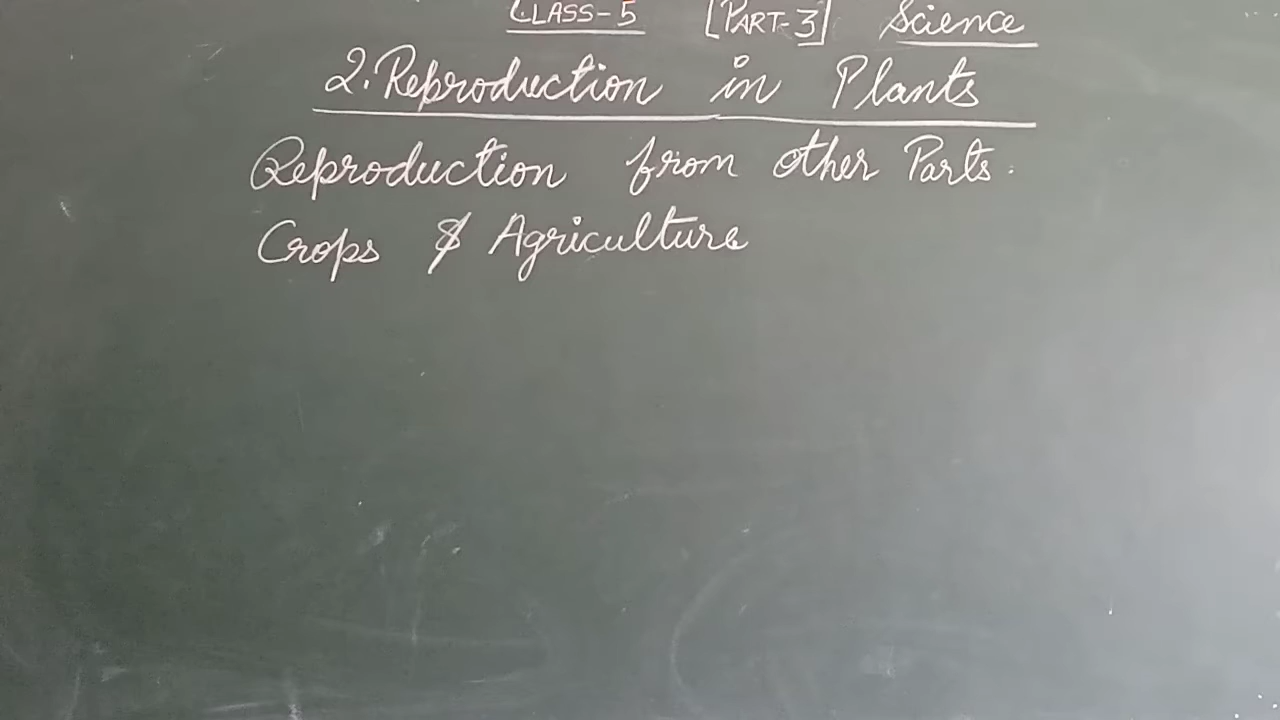 CLASS-5 [PART-3] Science
2. Reproduction in Plants
Reproduction from other Parts.
Crops & Agriculture